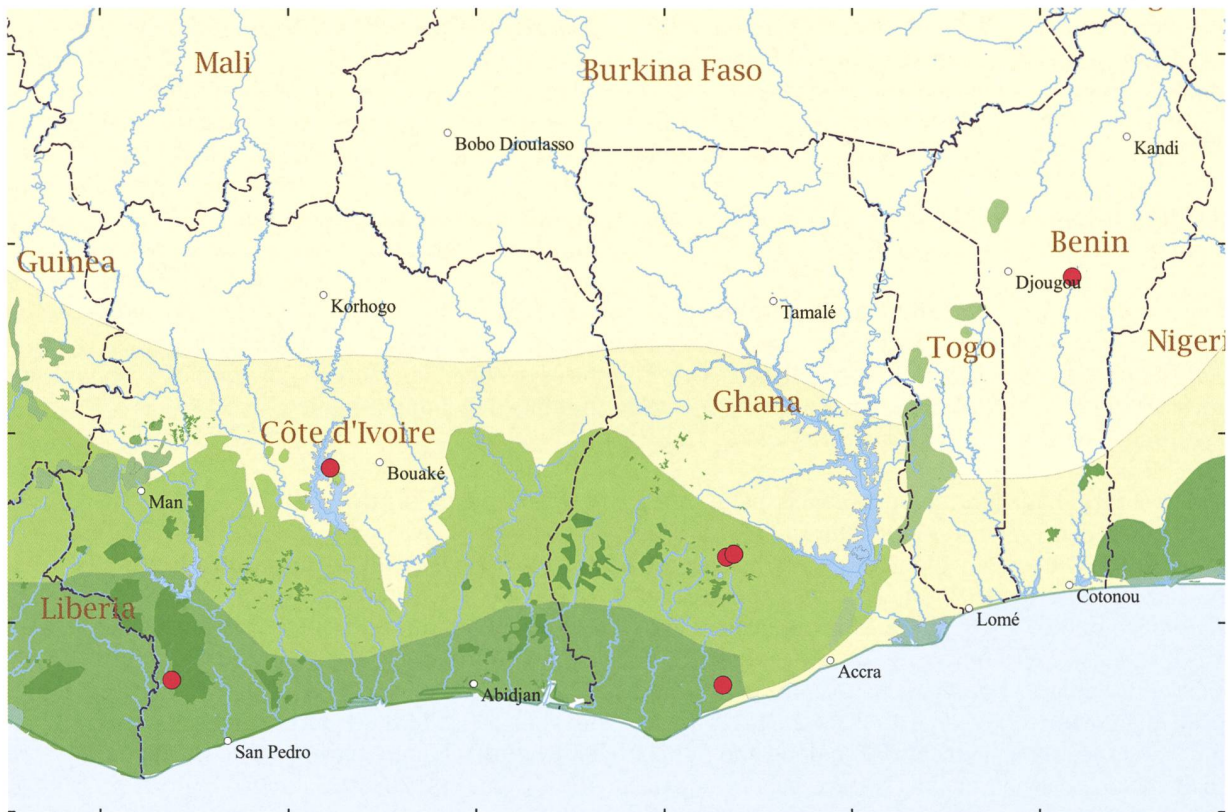 Mali
Burkina Faso
Bobo Dioulasso
Kandi
Guinea
Benin
Djougou
Korhogo
Tamalé
Togo
Nigeri
Ghana
Côte d'Ivoire
Bouaké
Man
Liberia
Cotonou
Lomé
Accra
Abidjan
San Pedro